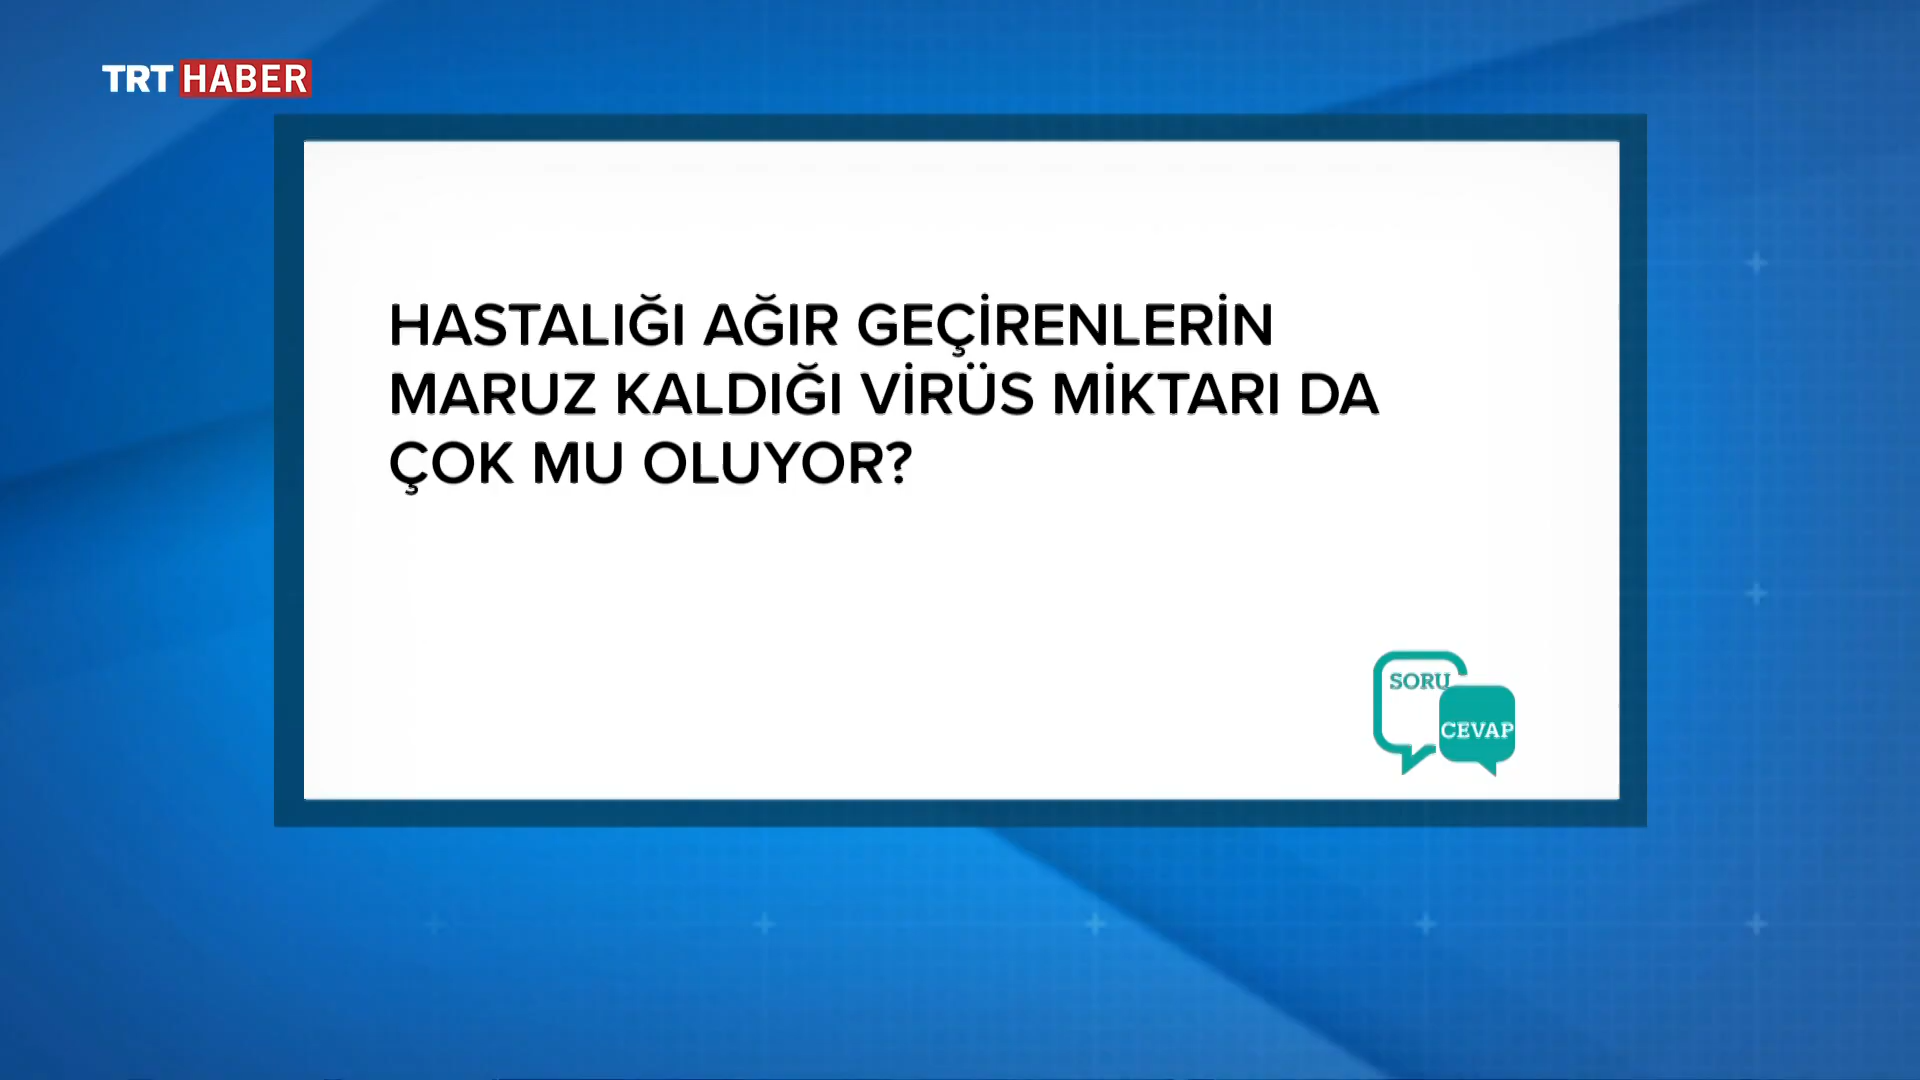 TRT HABER
HASTALIĞI AĞIR GEÇİRENLERİN
MARUZ KALDIĞI VİRÜS MİKTARI DA
ÇOK MU OLUYOR?
SORU
CEVAP